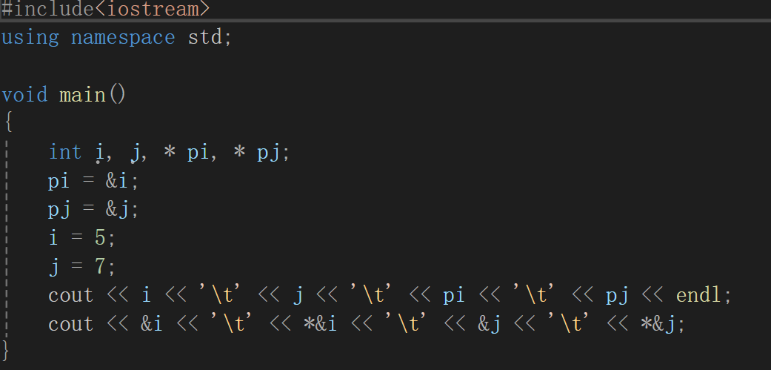 #include<iostream>
using namespace std;
void main()
{
int i, j, * pi, * pj;
pi = &i;
pj = &j;
i = 5;
j = 7;
cout << i << '\t' << j << '\t' << pi << '\t' << pj << endl;
cout << &i << '\t' << *&i << '\t' << &j << '\t' << *&j;
}